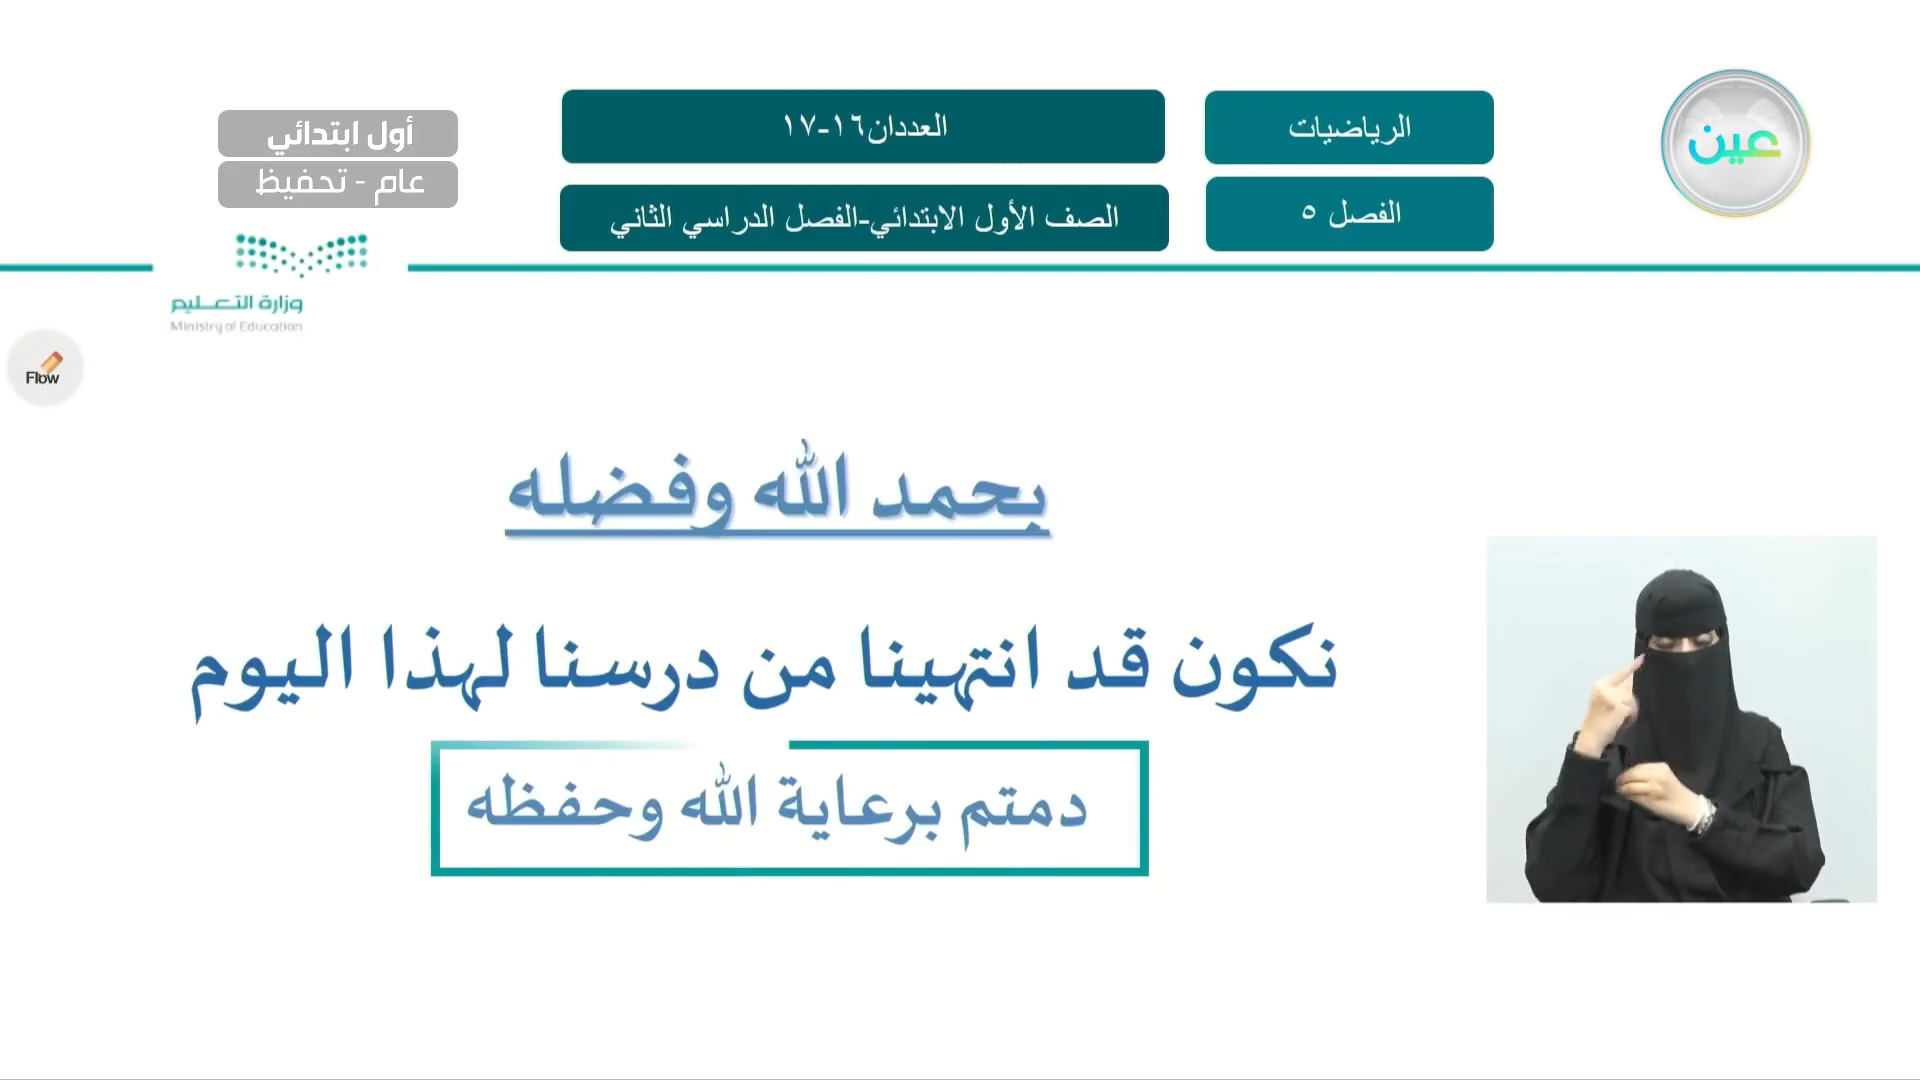 عين
الرياضيات
العددان١٦-١٧
أول ابتدائي
عام - تحفيظ
الفصل ٥
الصف الأول الابتدائي-الفصل الدراسي الثاني
وزارة التعليم
Ministry of Education
Flow
بحمد الله وفضله
نكون قد انتهينا من درسنا لهذا اليوم
دمتم برعاية الله وحفظه